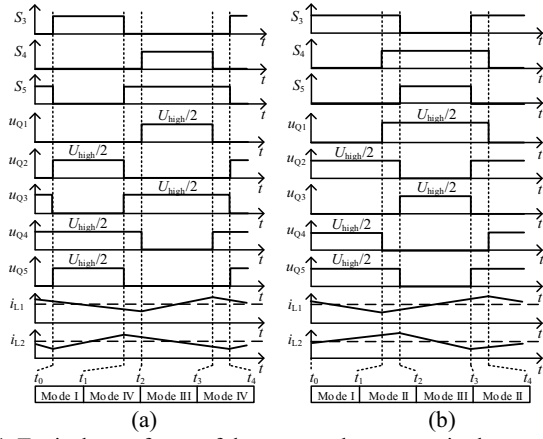 S3
t
S4
t
S5
t
uQ1
Uhigh/2
t
uQ2
Uhigh/2
t
uQ3
Uhigh/2
t
uQ4
Uhigh/2
t
uQ5
Uhigh/2
t
iL1
t
iL2
t
t0 t1 t2 t3 t4
Mode I Mode IV Mode III Mode IV
(a)
S3
t
S4
t
S5
t
uQ1
Uhigh/2
t
uQ2
Uhigh/2
t
uQ3
Uhigh/2
t
uQ4
Uhigh/2
t
uQ5
Uhigh/2
t
iL1
t
iL2
t
t0 t1 t2 t3 t4
Mode I Mode II Mode III Mode II
(b)